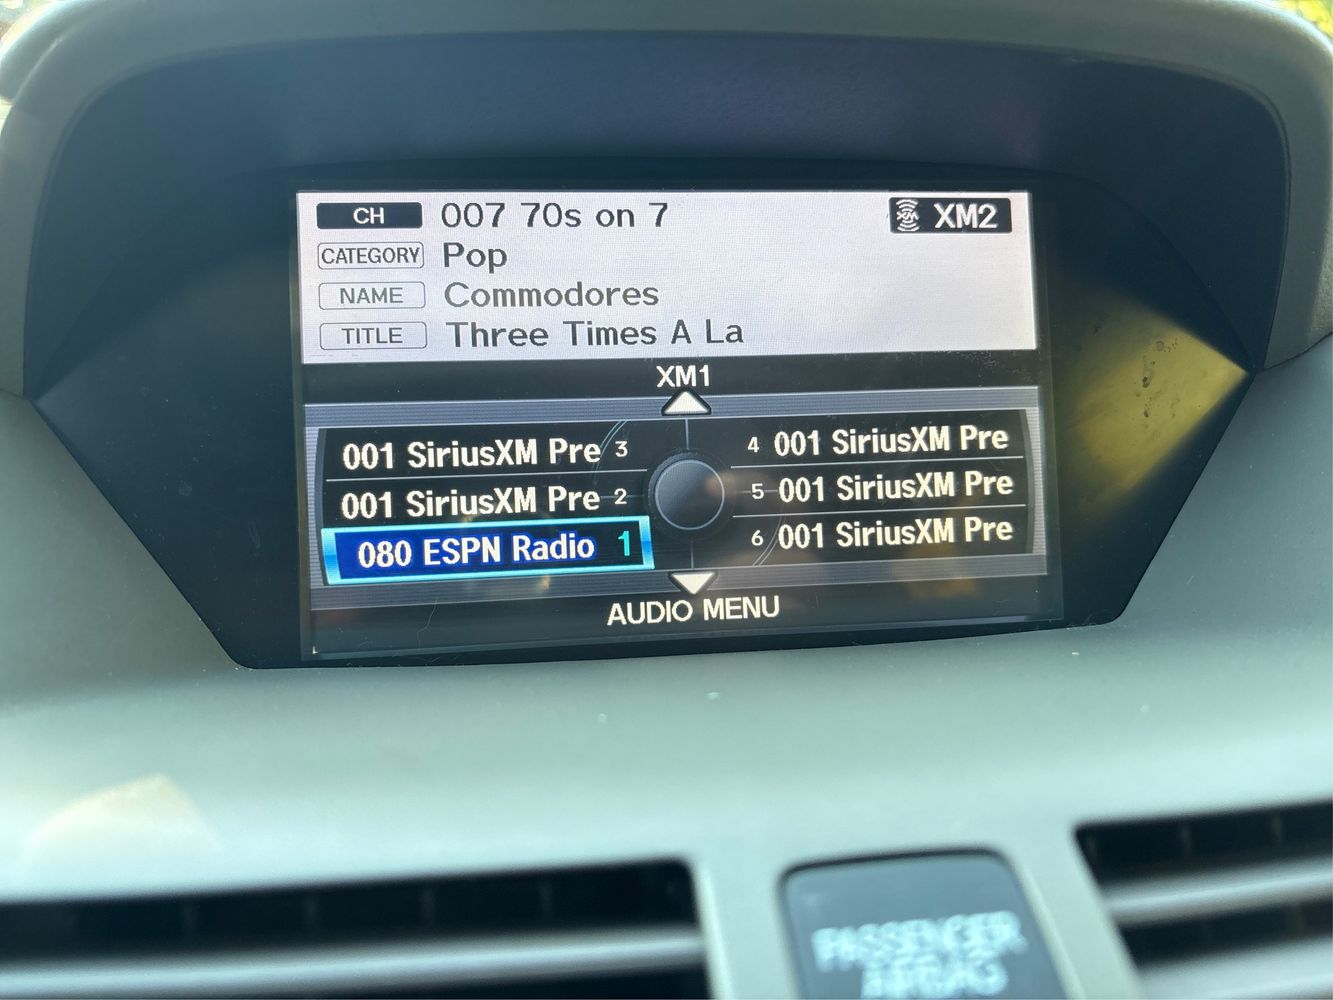 CH 007 70s on 7 XM XM2
CATEGORY Pop
NAME Commodores
TITLE Three Times A La
XM1
001 SiriusXM Pre 3
001 SiriusXM Pre 2
080 ESPN Radio 1
4 001 SiriusXM Pre
5 001 SiriusXM Pre
6 001 SiriusXM Pre
AUDIO MENU
PASSENGER
AIRBAG